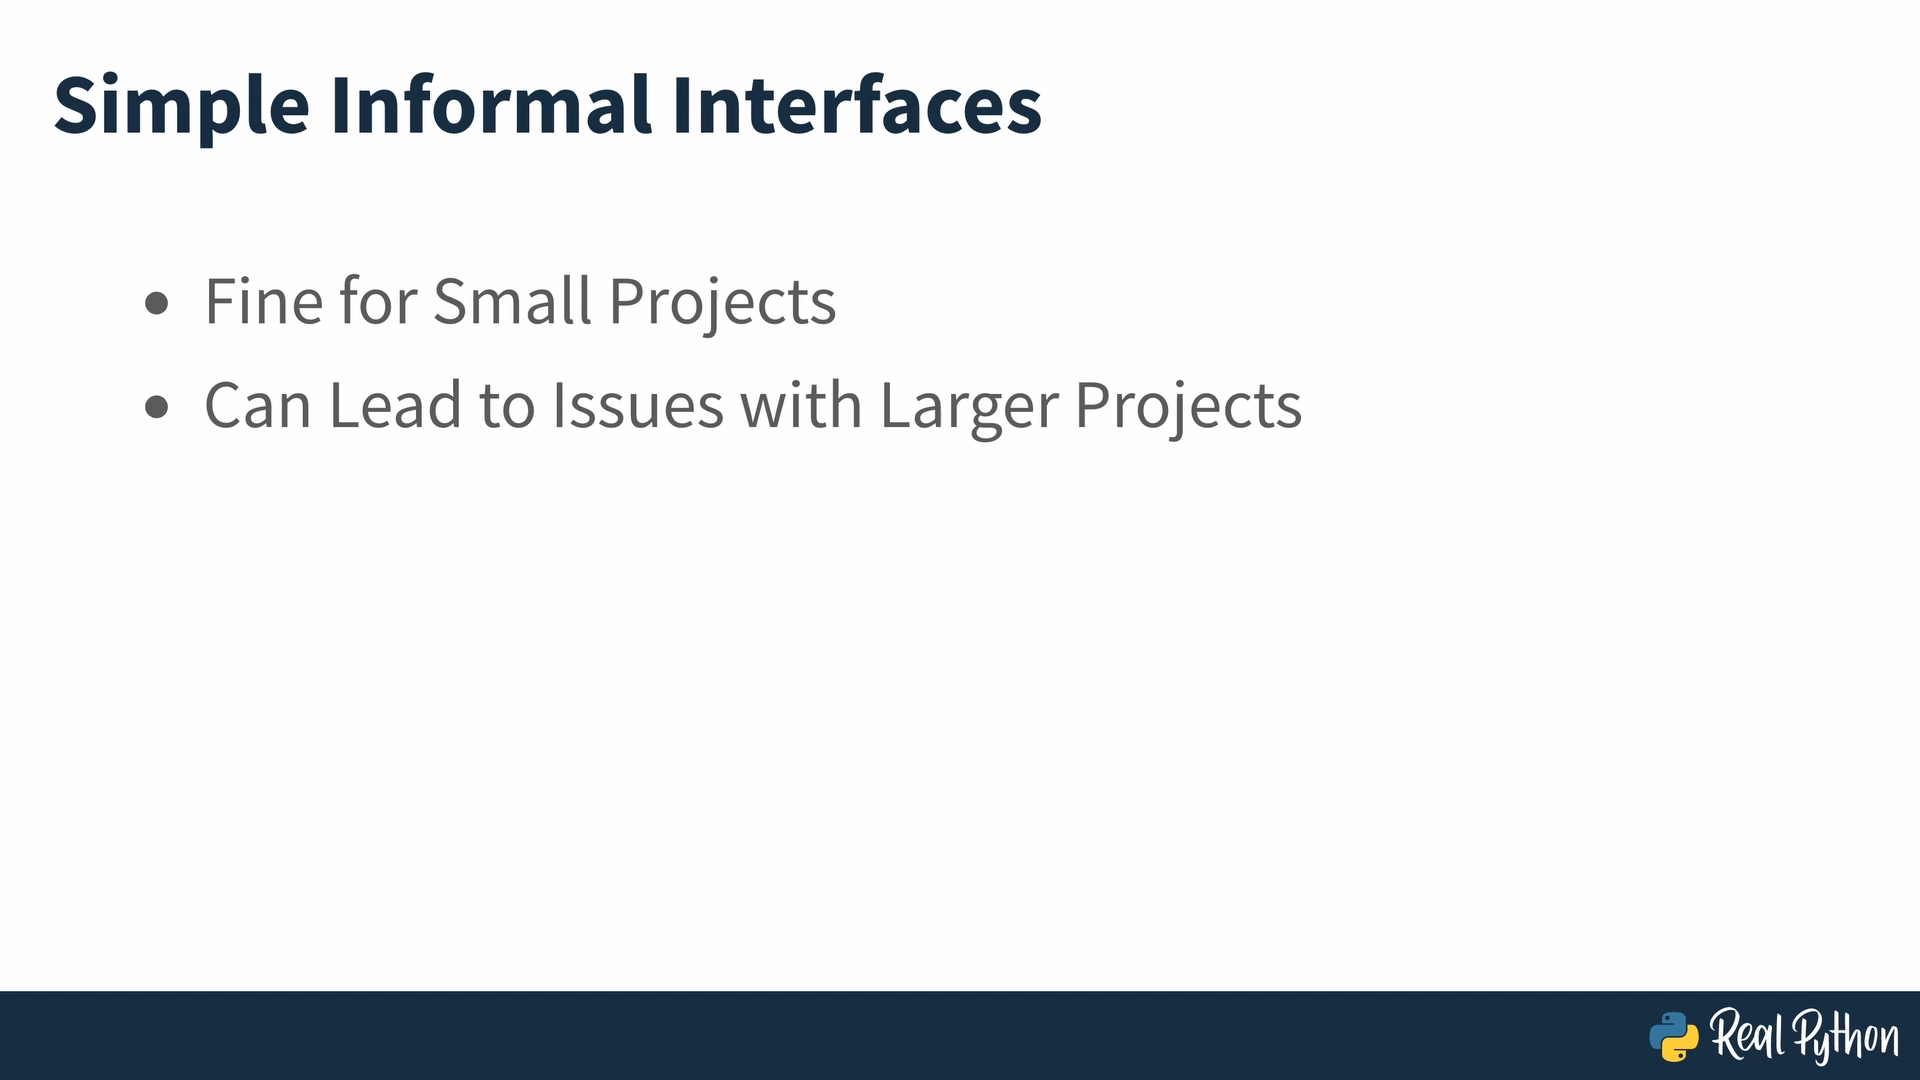 Simple Informal Interfaces
• Fine for Small Projects
• Can Lead to Issues with Larger Projects
Real Python